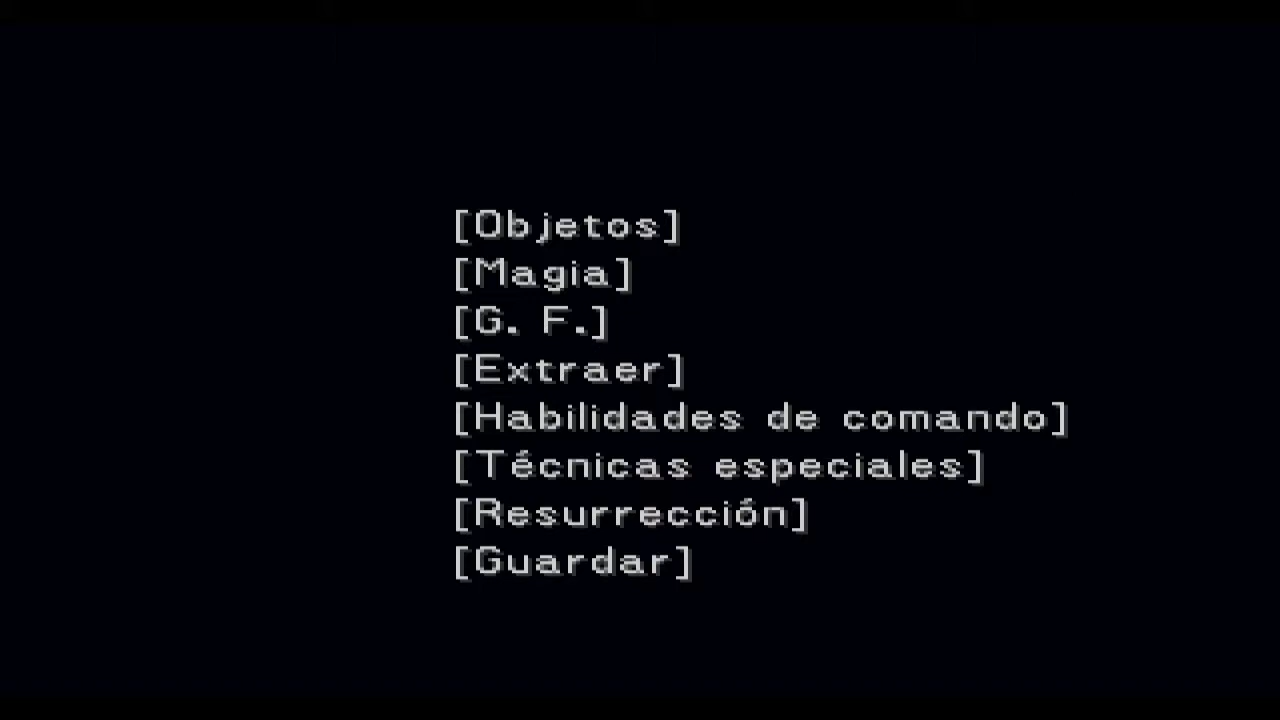 [Objetos]
[Magia]
[G. F.]
[Extraer]
[Habilidades de comando]
[Técnicas especiales]
[Resurrección]
[Guardar]